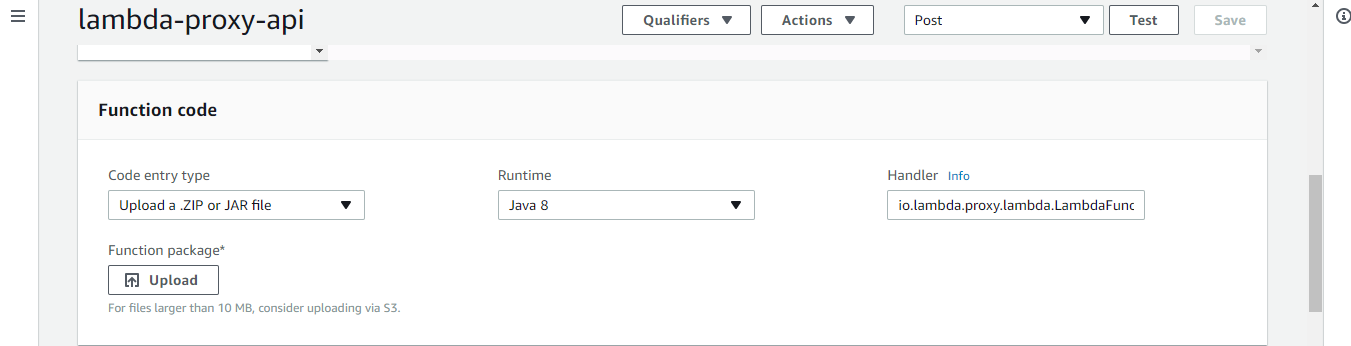 lambda-proxy-api
Qualifiers
Actions
Post
Test
Save
Function code
Code entry type
Runtime
Handler Info
Upload a .ZIP or JAR file
Java 8
io.lambda.proxy.lambda.LambdaFunc
Function package*
Upload
For files larger than 10 MB, consider uploading via S3.